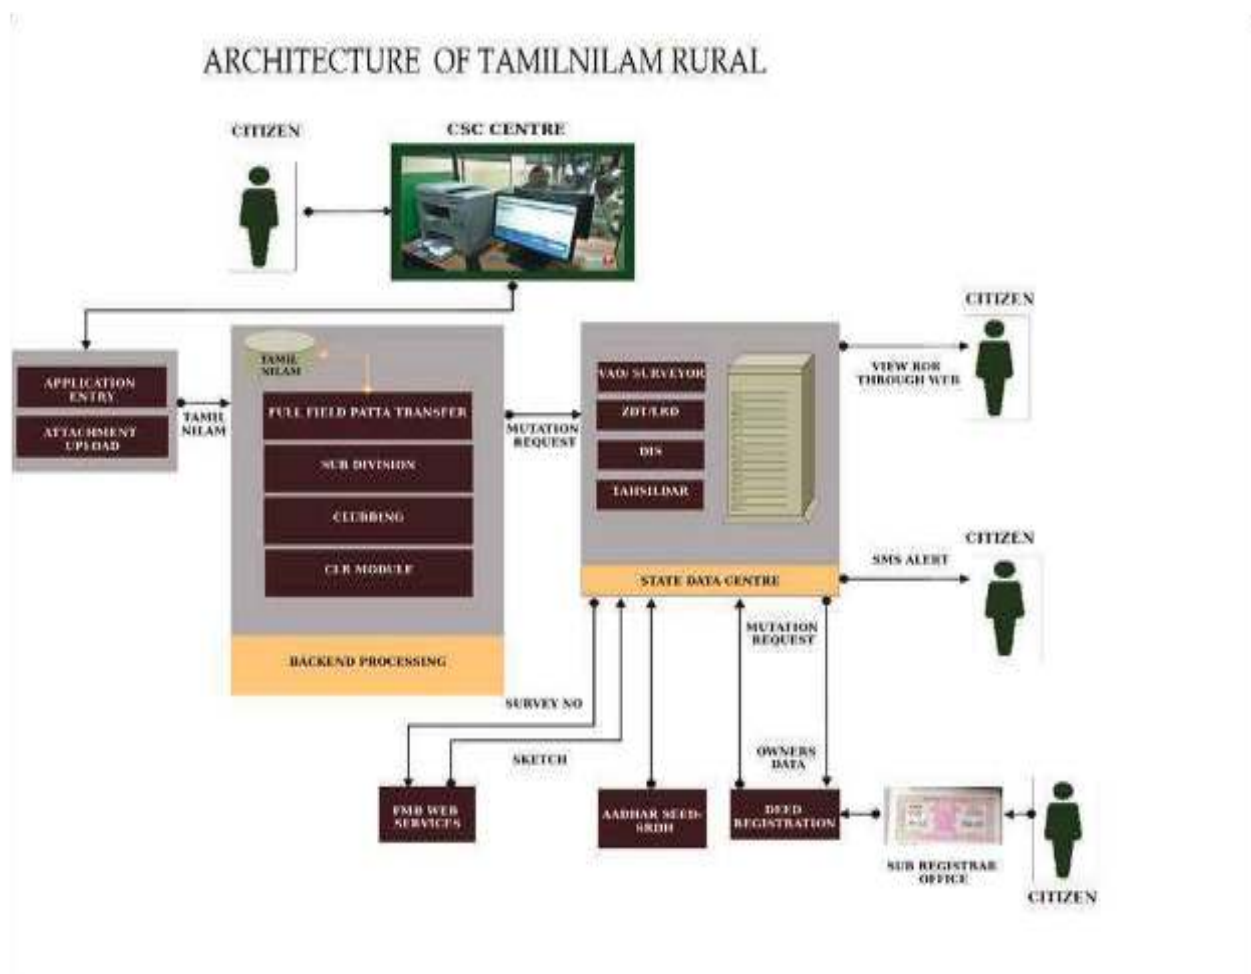 ARCHITECTURE OF TAMILNILAM RURAL
CITIZEN
CSC CENTRE
APPLICATION
ENTRY
ATTACHMENT
UPLOAD
TAMIL
NILAM
TAMIL
NILAM
FULL FIELD PATTA TRANSFER
SUB DIVISION
CLUBBING
CLR MODULE
BACKEND PROCESSING
MUTATION
REQUEST
VAO/ SURVEYOR
ZDT/LRD
DIS
TAHSILDAR
STATE DATA CENTRE
CITIZEN
VIEW ROR
THROUGH WEB
CITIZEN
SMS ALERT
MUTATION
REQUEST
SURVEY NO
SKETCH
OWNERS
DATA
FMB WEB
SERVICES
AADHAR SEED-
SRDH
DEED
REGISTRATION
SUB REGISTRAR
OFFICE
CITIZEN